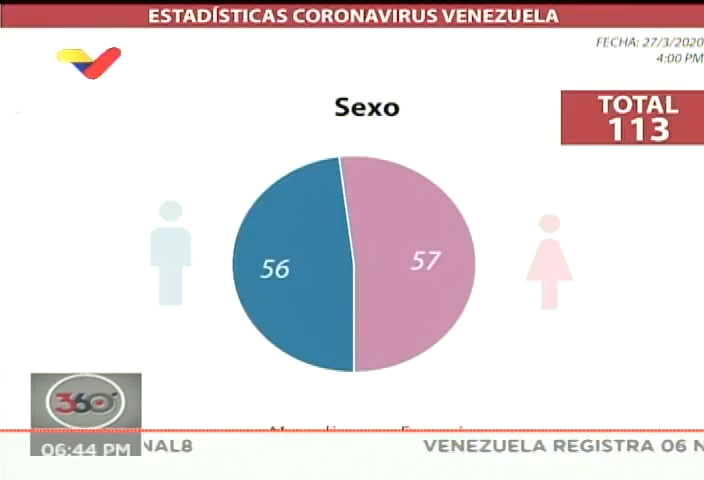 ESTADÍSTICAS CORONAVIRUS VENEZUELA
FECHA: 27/3/2020
4:00 PM
Sexo
TOTAL
113
56
57
360°
06:44 PM
NAL8
VENEZUELA REGISTRA 06 N